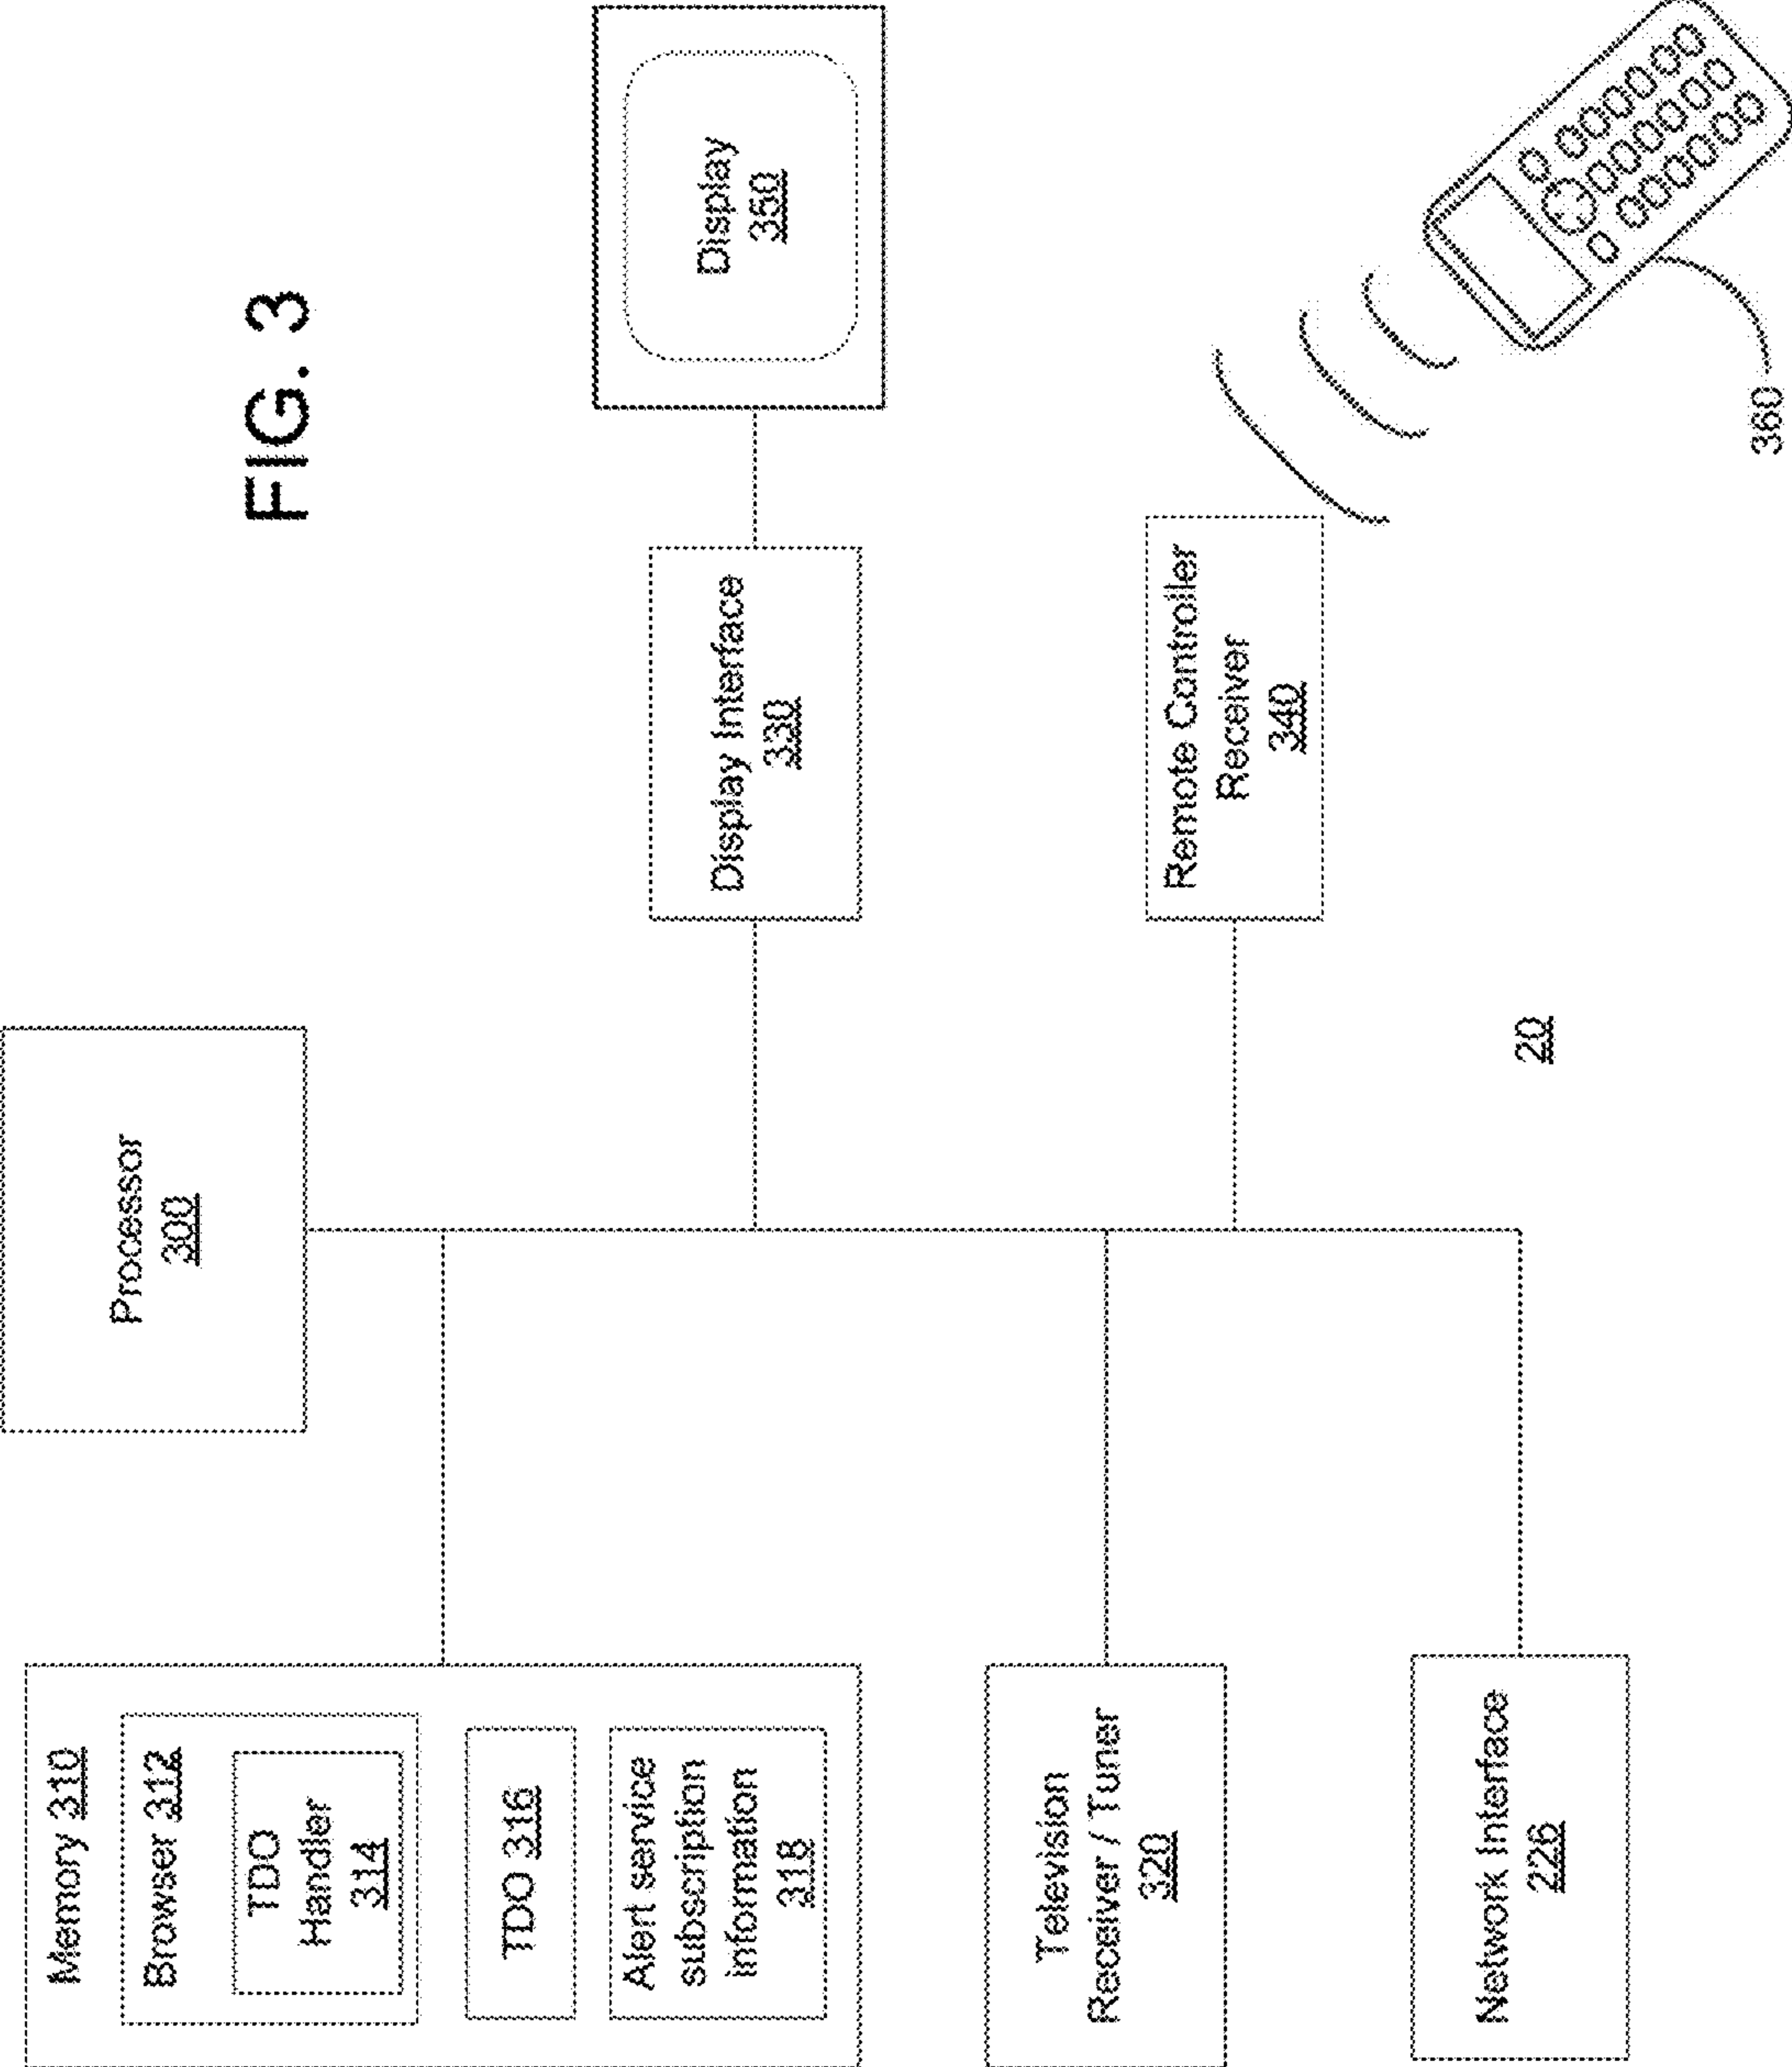 FIG. 3
Processor
300
Memory 310
Browser 312
TDO
Handler
314
TDO 316
Alert service
subscription
information
318
Display Interface
330
Display
350
Television
Receiver / Tuner
320
Remote Controller
Receiver
340
Network Interface
226
20
360